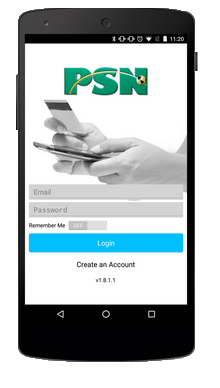 11:20
PSN
Email
Password
Remember Me OFF
Login
Create an Account
v1.8.1.1